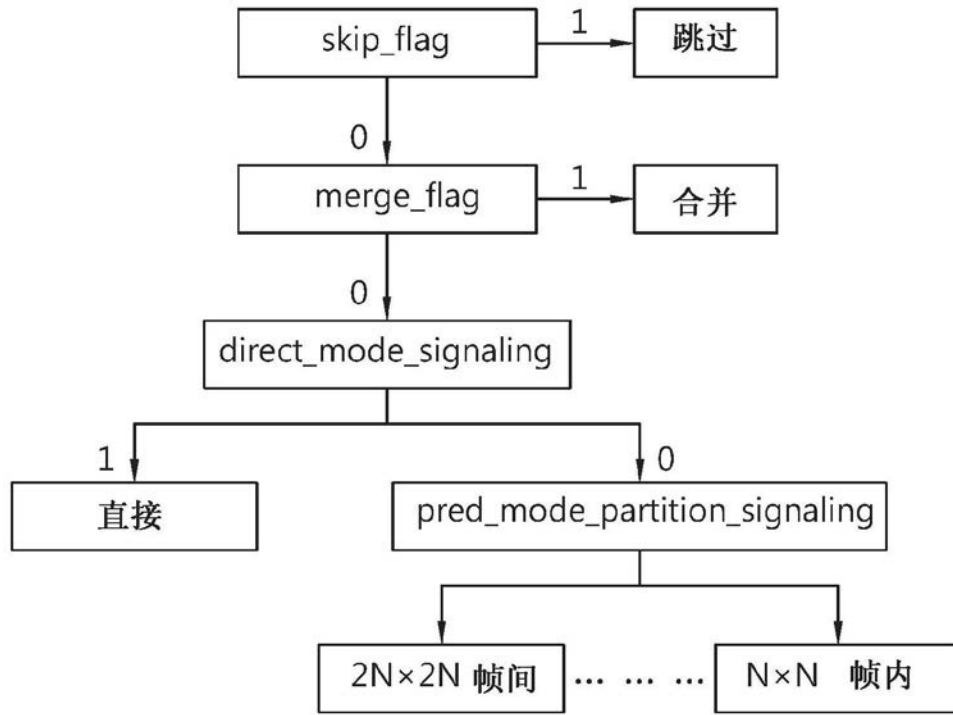 skip_flag 1 跳过
0
merge_flag 1 合并
0
direct_mode_signaling
1 0
直接 pred_mode_partition_signaling
2N×2N 帧间 ... ... ... N×N 帧内